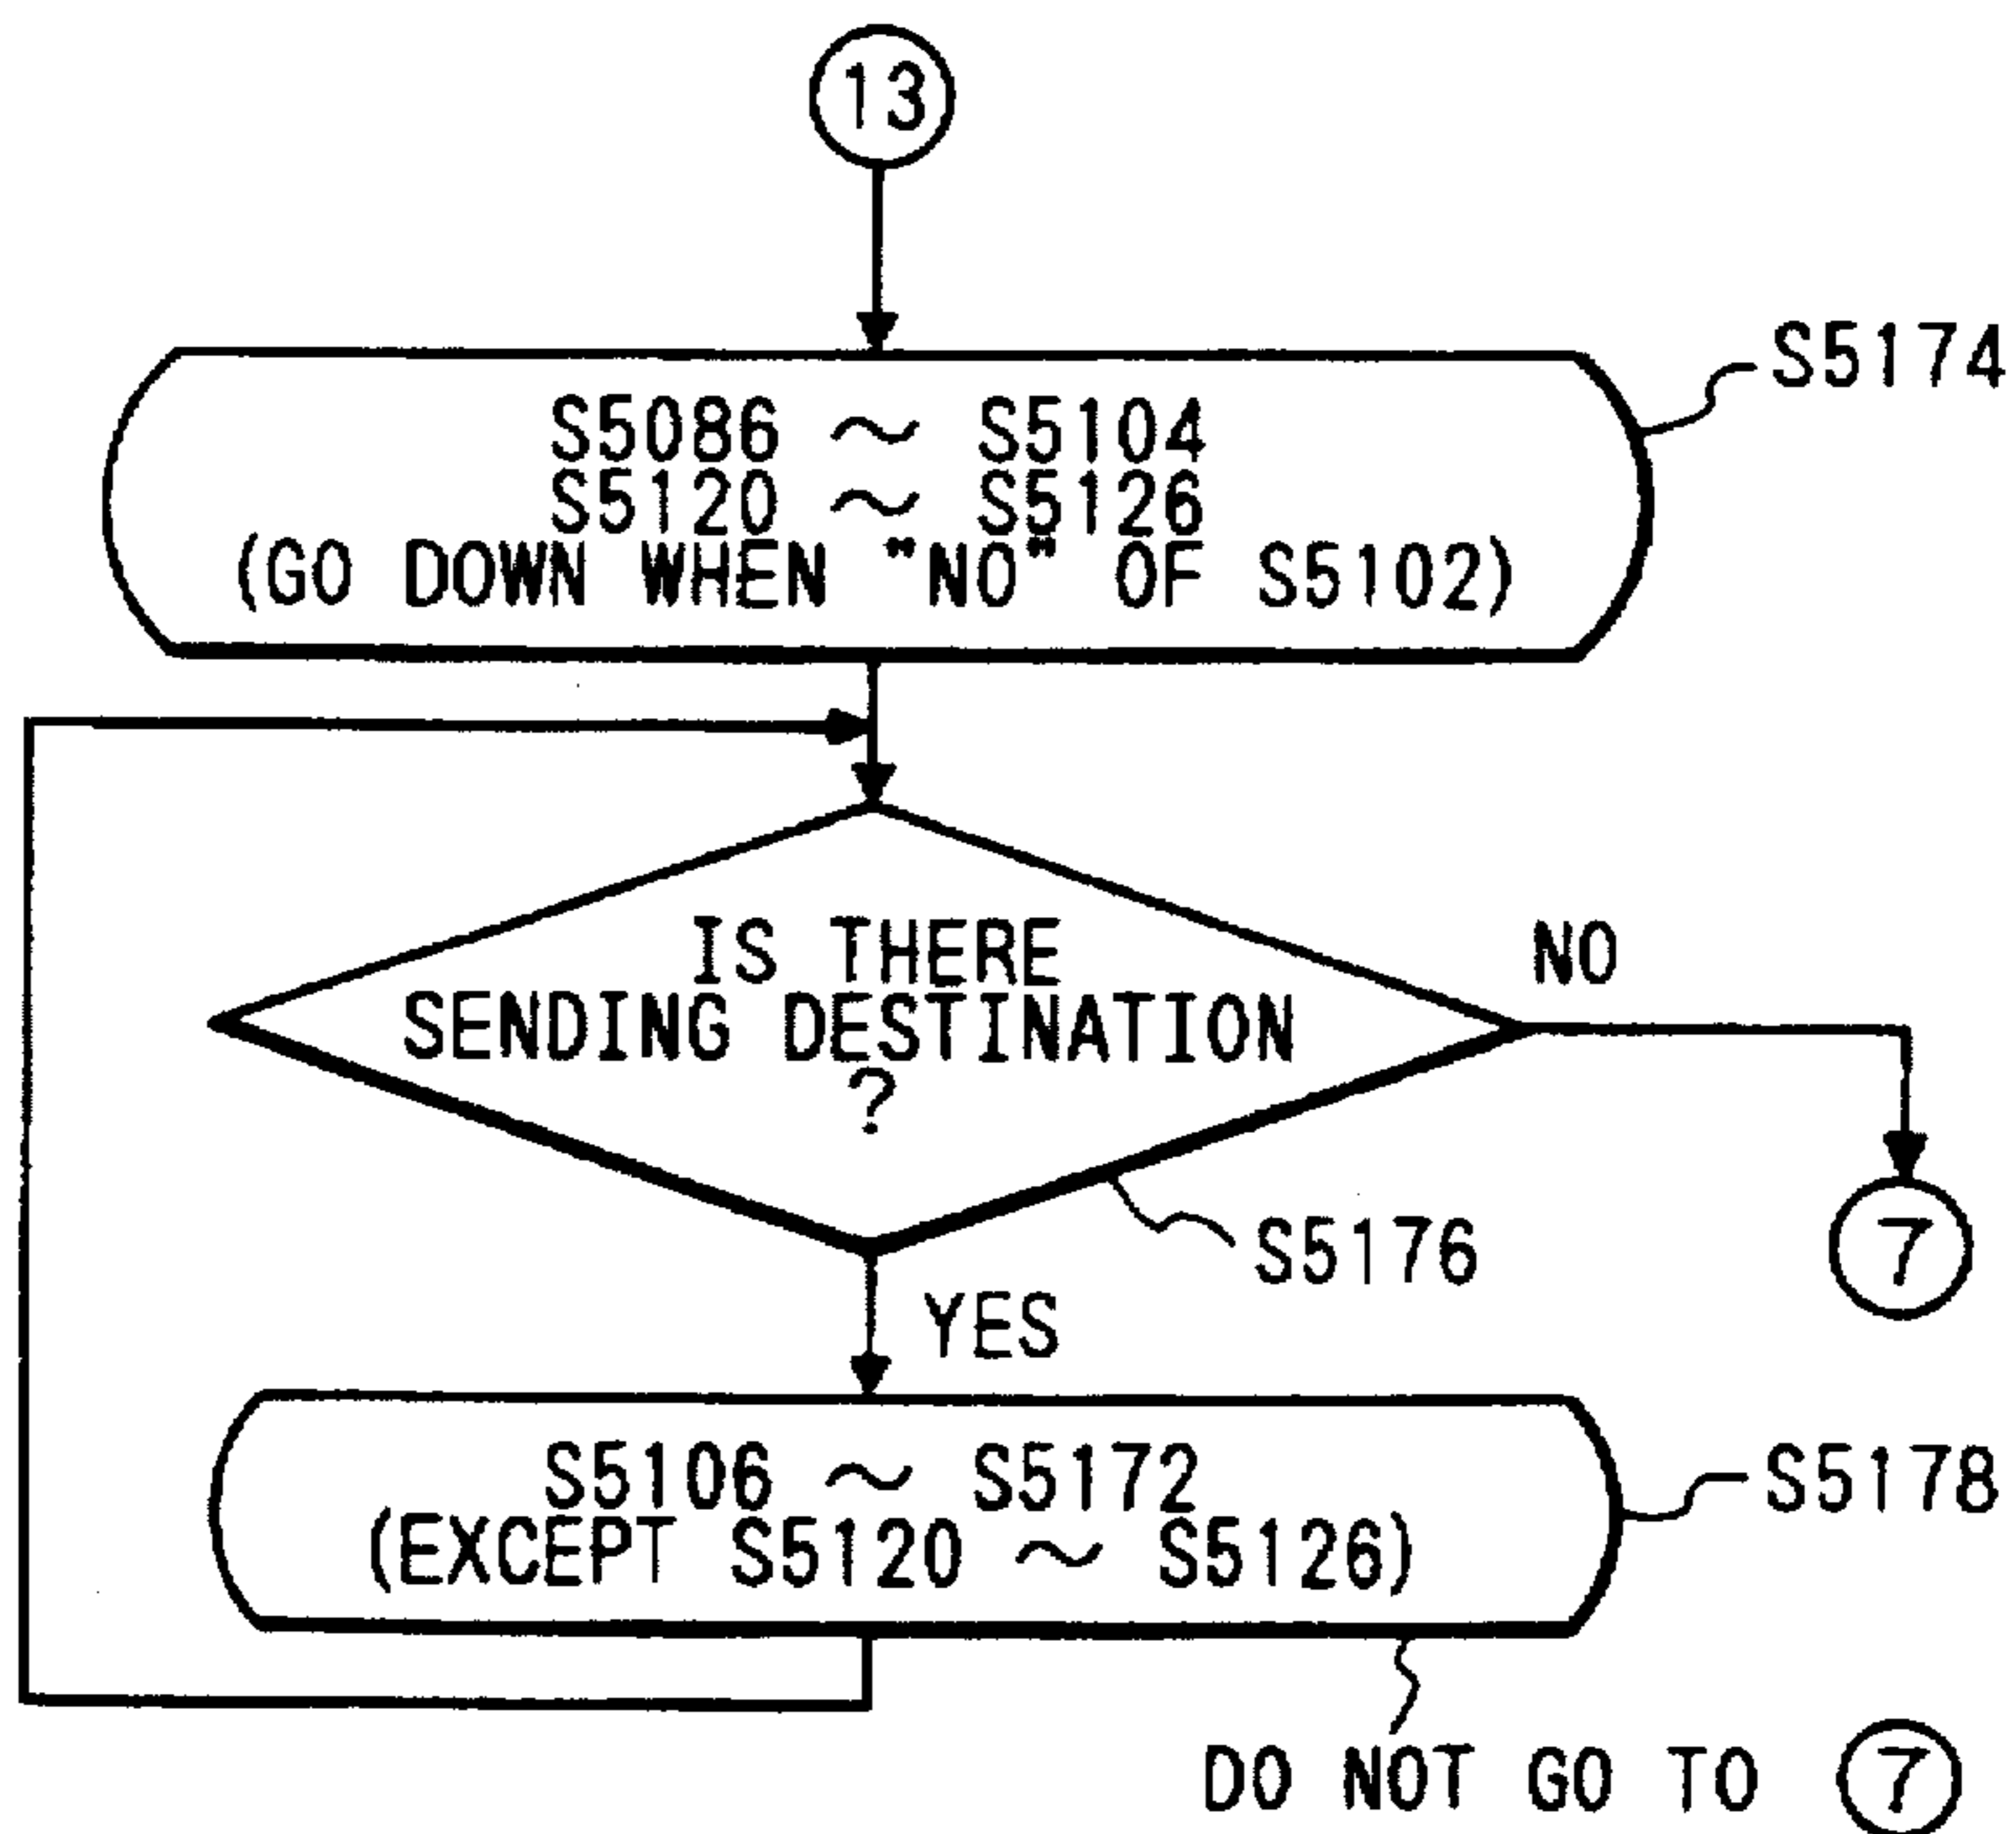 13
S5174
S5086 ~ S5104
S5120 ~ S5126
(GO DOWN WHEN "NO" OF S5102)
IS THERE
SENDING DESTINATION
?
NO
S5176
7
YES
S5106 ~ S5172
(EXCEPT S5120 ~ S5126)
S5178
DO NOT GO TO 7